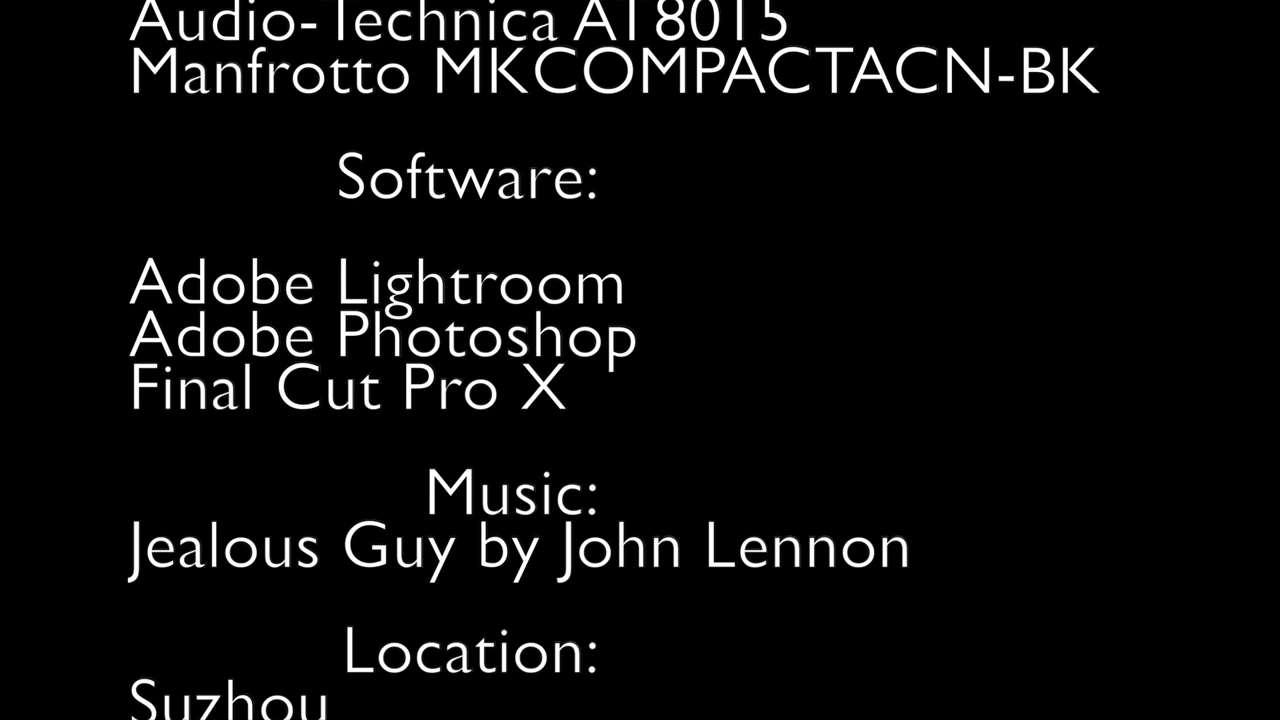 Audio-Technica AT8015
Manfrotto MKCOMPACTACN-BK
Software:
Adobe Lightroom
Adobe Photoshop
Final Cut Pro X
Music:
Jealous Guy by John Lennon
Location:
Suzhou